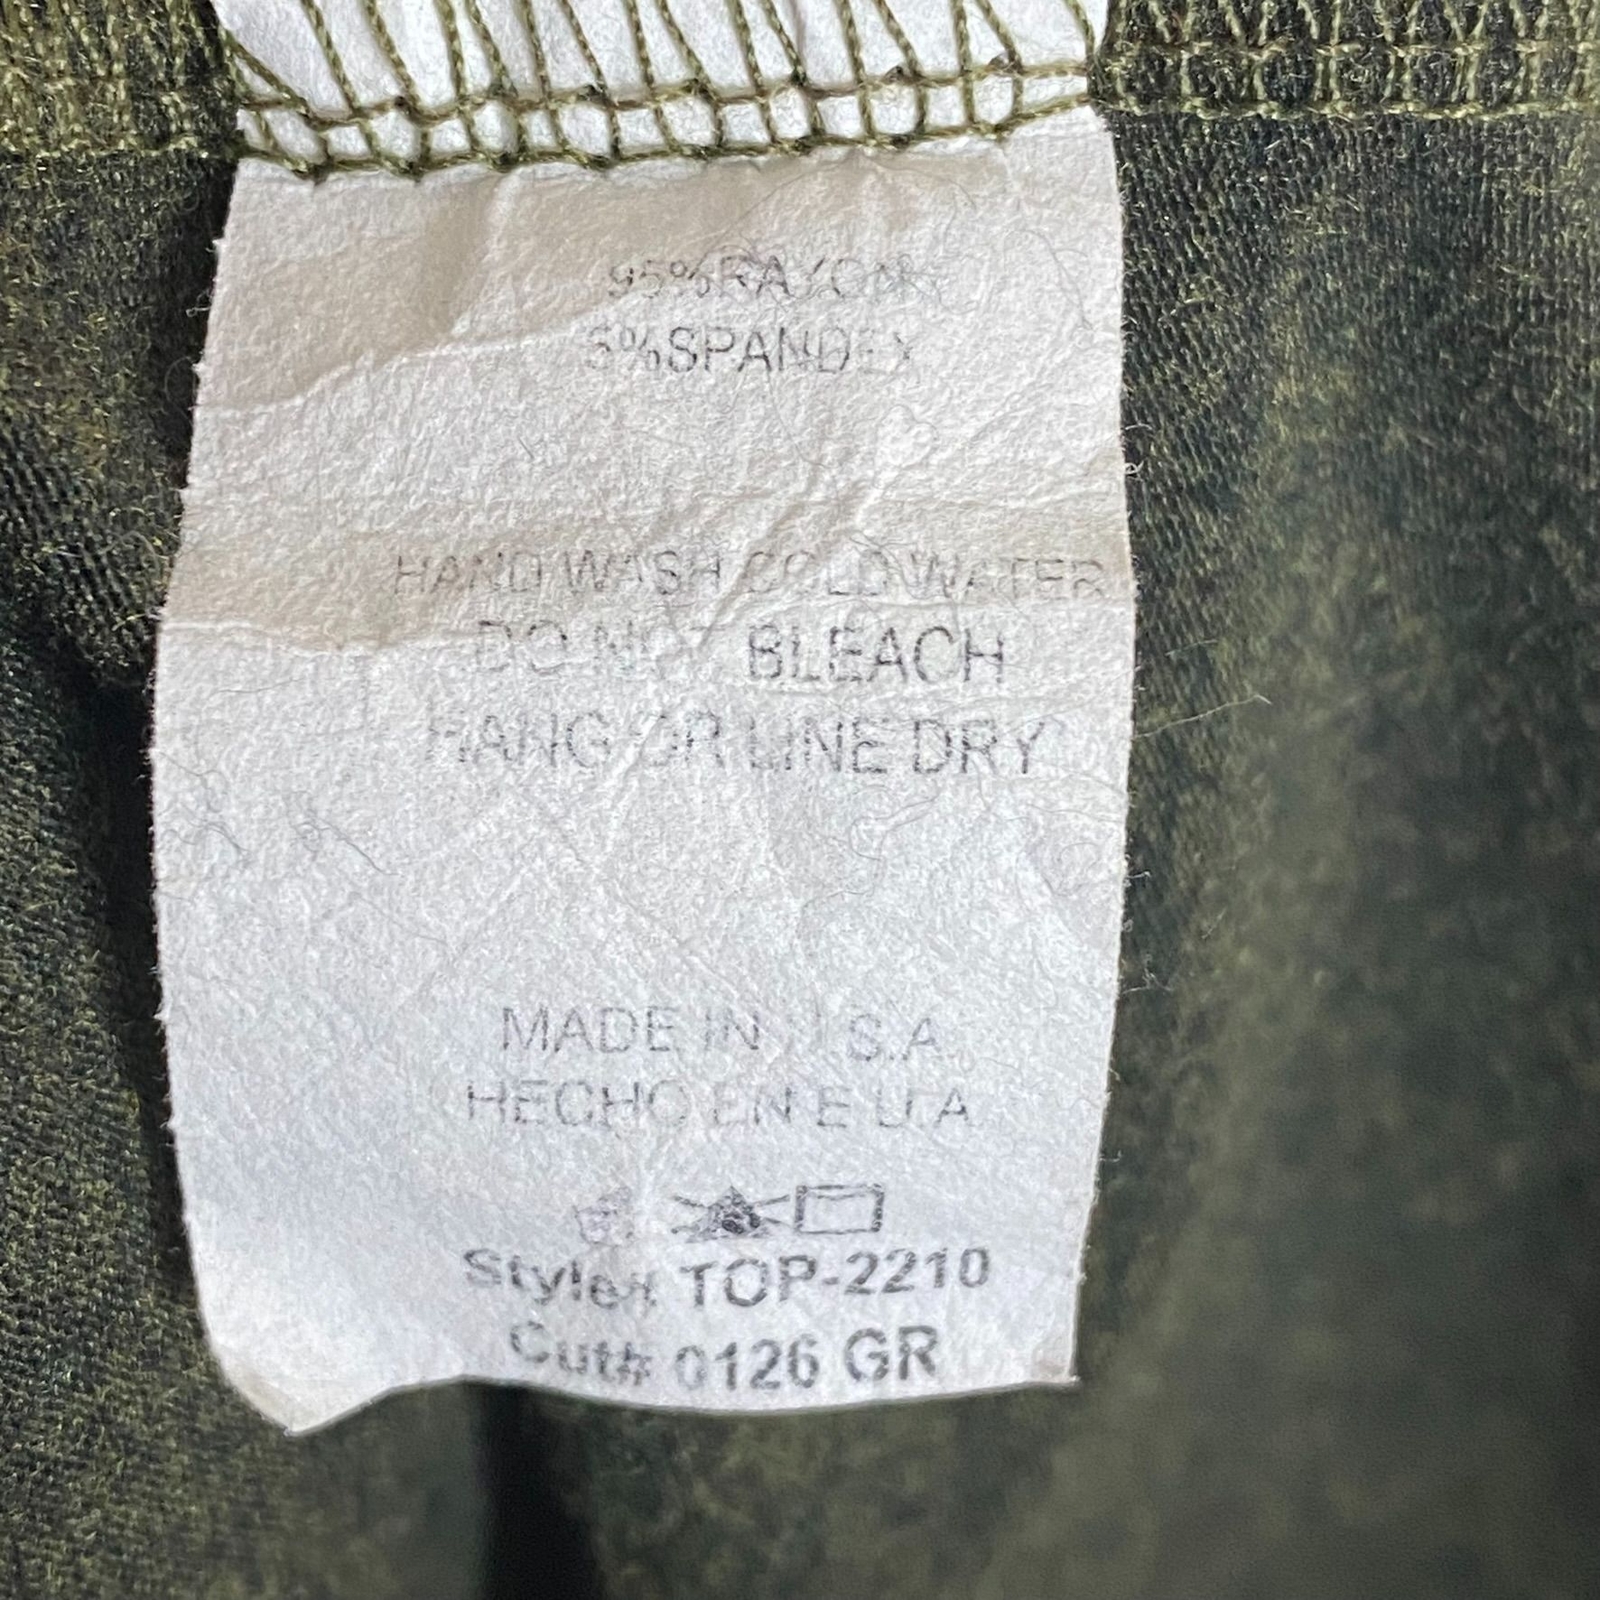 95%RAYON
5%SPANDEX
HAND WASH COLD WATER
DO NOT BLEACH
HANG OR LINE DRY
MADE IN U.S.A.
HECHO EN E.U.A.
Style# TOP-2210
Cut# 0126 GR